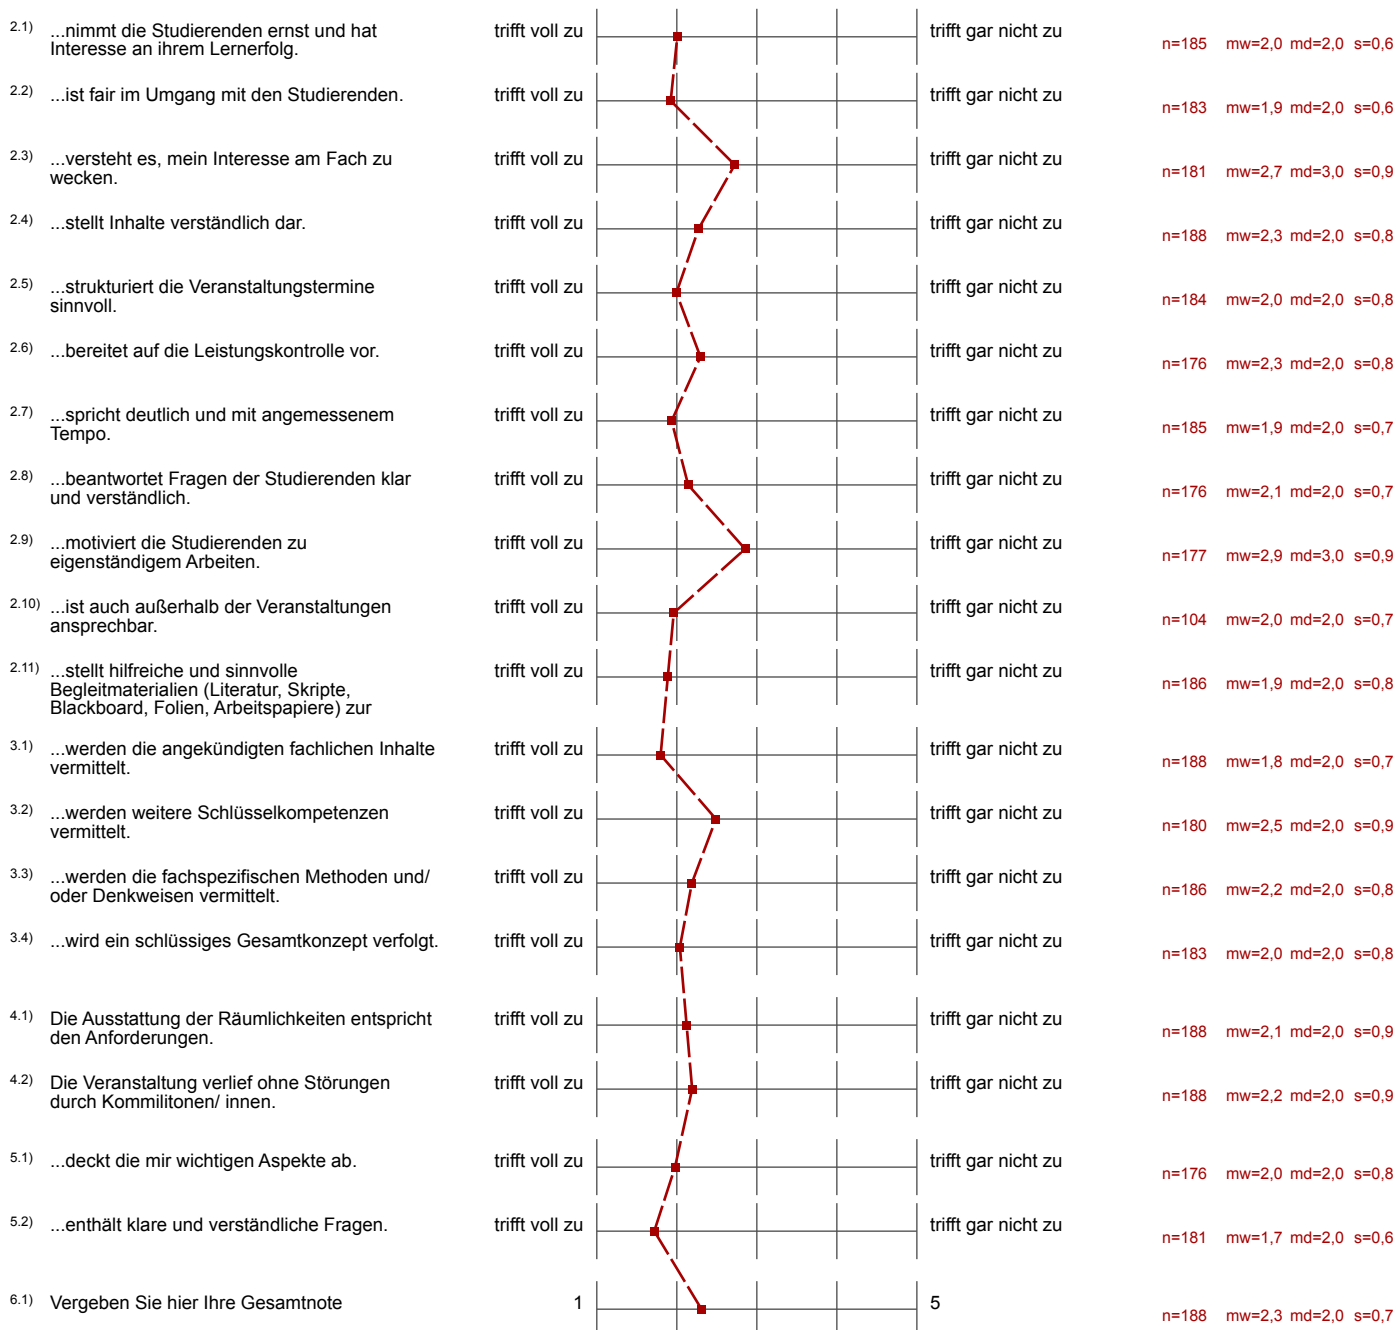 2.1) ...nimmt die Studierenden ernst und hat trifft voll zu trifft gar nicht zu
Interesse an ihrem Lernerfolg. n=185 mw=2,0 md=2,0 s=0,6
2.2) ...ist fair im Umgang mit den Studierenden. trifft voll zu trifft gar nicht zu
n=183 mw=1,9 md=2,0 s=0,6
2.3) ...versteht es, mein Interesse am Fach zu trifft voll zu trifft gar nicht zu
wecken. n=181 mw=2,7 md=3,0 s=0,9
2.4) ...stellt Inhalte verständlich dar. trifft voll zu trifft gar nicht zu
n=188 mw=2,3 md=2,0 s=0,8
2.5) ...strukturiert die Veranstaltungstermine trifft voll zu trifft gar nicht zu
sinnvoll. n=184 mw=2,0 md=2,0 s=0,8
2.6) ...bereitet auf die Leistungskontrolle vor. trifft voll zu trifft gar nicht zu
n=176 mw=2,3 md=2,0 s=0,8
2.7) ...spricht deutlich und mit angemessenem trifft voll zu trifft gar nicht zu
Tempo. n=185 mw=1,9 md=2,0 s=0,7
2.8) ...beantwortet Fragen der Studierenden klar trifft voll zu trifft gar nicht zu
und verständlich. n=176 mw=2,1 md=2,0 s=0,7
2.9) ...motiviert die Studierenden zu trifft voll zu trifft gar nicht zu
eigenständigem Arbeiten. n=177 mw=2,9 md=3,0 s=0,9
2.10) ...ist auch außerhalb der Veranstaltungen trifft voll zu trifft gar nicht zu
ansprechbar. n=104 mw=2,0 md=2,0 s=0,7
2.11) ...stellt hilfreiche und sinnvolle trifft voll zu trifft gar nicht zu
Begleitmaterialien (Literatur, Skripte, n=186 mw=1,9 md=2,0 s=0,8
Blackboard, Folien, Arbeitspapiere) zur
3.1) ...werden die angekündigten fachlichen Inhalte trifft voll zu trifft gar nicht zu
vermittelt. n=188 mw=1,8 md=2,0 s=0,7
3.2) ...werden weitere Schlüsselkompetenzen trifft voll zu trifft gar nicht zu
vermittelt. n=180 mw=2,5 md=2,0 s=0,9
3.3) ...werden die fachspezifischen Methoden und/ trifft voll zu trifft gar nicht zu
oder Denkweisen vermittelt. n=186 mw=2,2 md=2,0 s=0,8
3.4) ...wird ein schlüssiges Gesamtkonzept verfolgt. trifft voll zu trifft gar nicht zu
n=183 mw=2,0 md=2,0 s=0,8
4.1) Die Ausstattung der Räumlichkeiten entspricht trifft voll zu trifft gar nicht zu
den Anforderungen. n=188 mw=2,1 md=2,0 s=0,9
4.2) Die Veranstaltung verlief ohne Störungen trifft voll zu trifft gar nicht zu
durch Kommilitonen/ innen. n=188 mw=2,2 md=2,0 s=0,9
5.1) ...deckt die mir wichtigen Aspekte ab. trifft voll zu trifft gar nicht zu
n=176 mw=2,0 md=2,0 s=0,8
5.2) ...enthält klare und verständliche Fragen. trifft voll zu trifft gar nicht zu
n=181 mw=1,7 md=2,0 s=0,6
6.1) Vergeben Sie hier Ihre Gesamtnote 1 5
n=188 mw=2,3 md=2,0 s=0,7